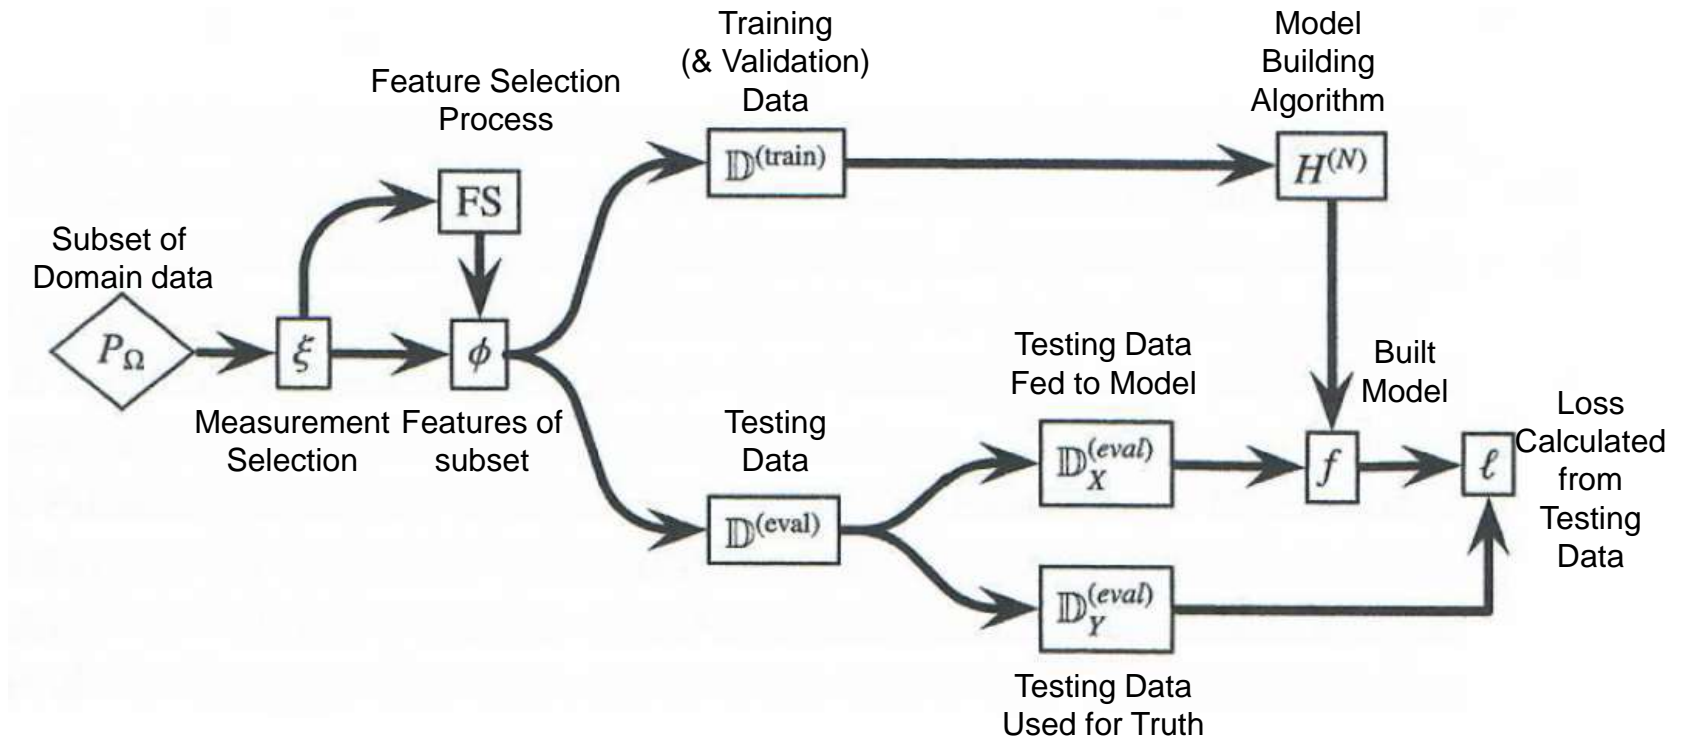 Training
(& Validation)
Data
Model
Building
Algorithm
Feature Selection
Process
𝔻(train)
H(N)
FS
Subset of
Domain data
PΩ
ξ
ϕ
Measurement
Selection
Features of
subset
Testing
Data
𝔻(eval)
Testing Data
Fed to Model
𝔻X(eval)
Built
Model
f
ℓ
Loss
Calculated
from
Testing
Data
𝔻Y(eval)
Testing Data
Used for Truth